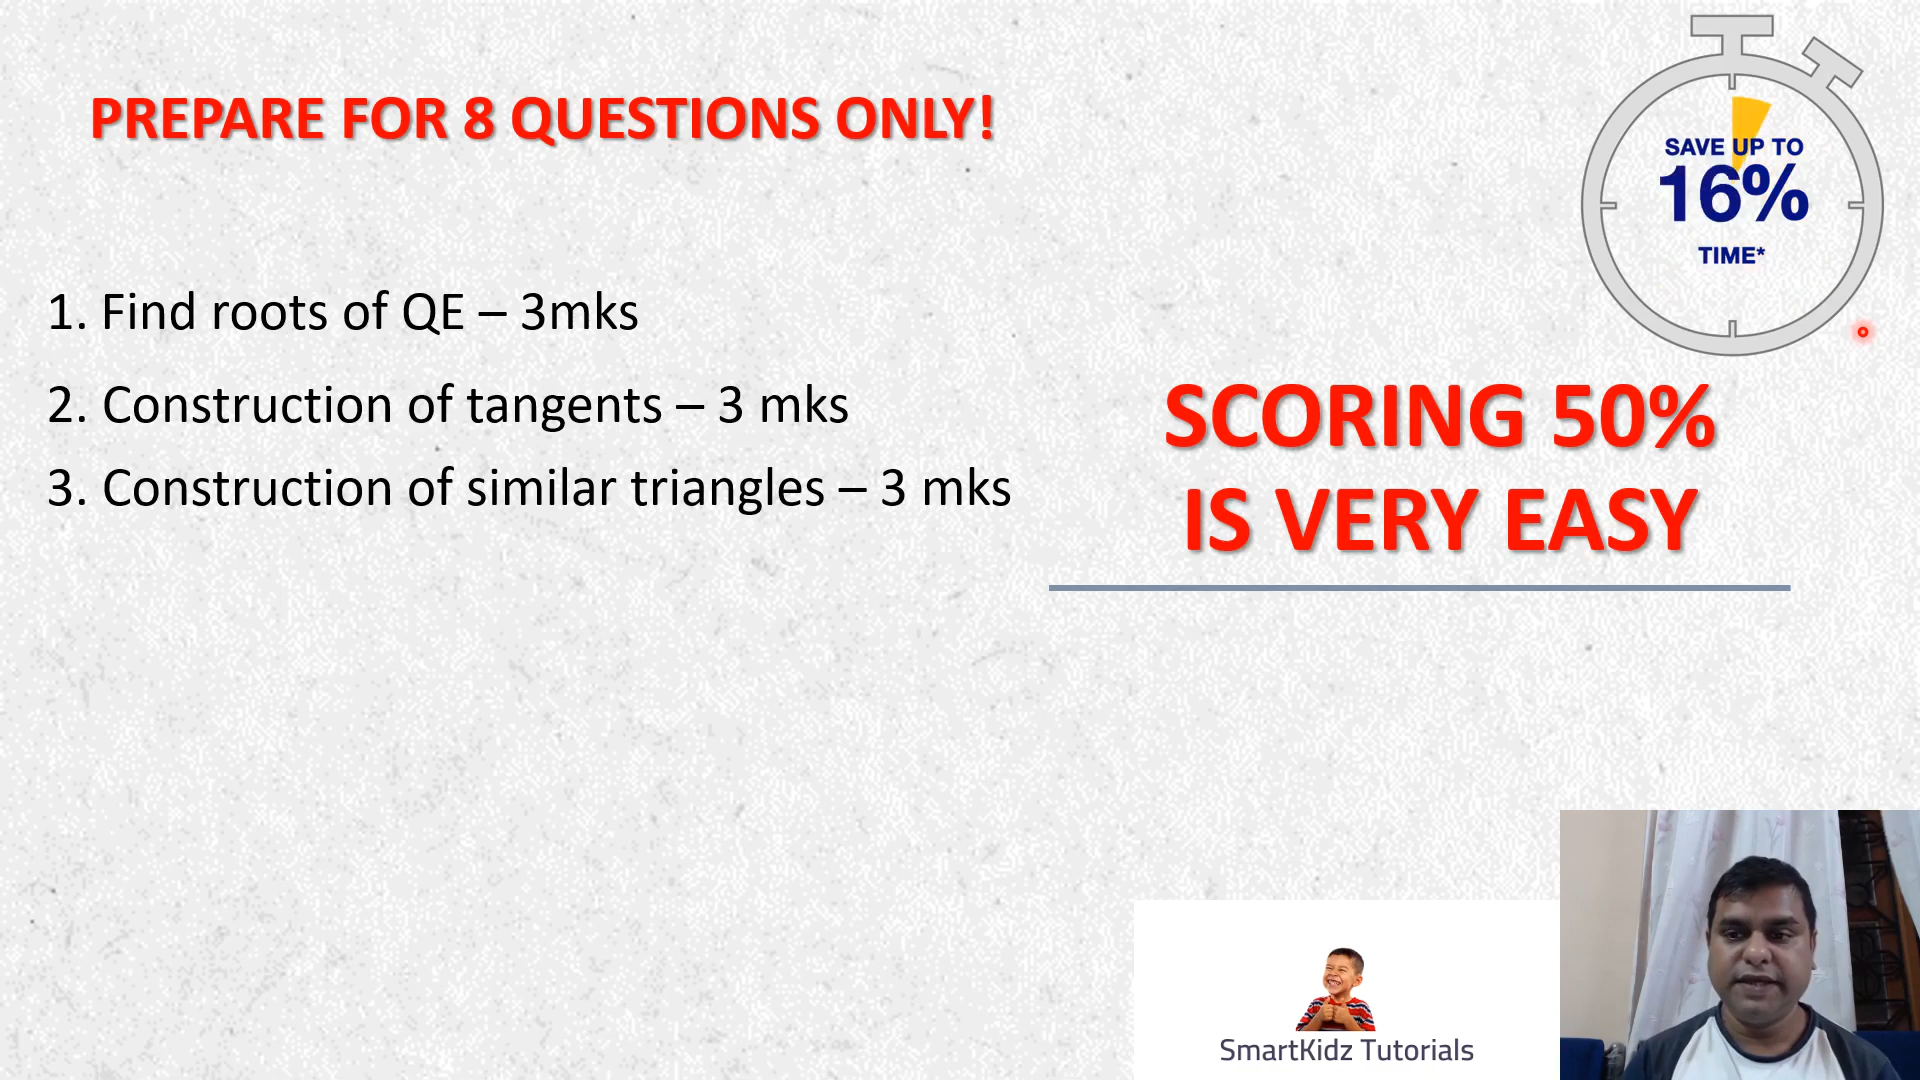 PREPARE FOR 8 QUESTIONS ONLY!
SAVE UP TO
16%
TIME*
1. Find roots of QE – 3mks
2. Construction of tangents – 3 mks
3. Construction of similar triangles – 3 mks
SCORING 50%
IS VERY EASY
SmartKidz Tutorials